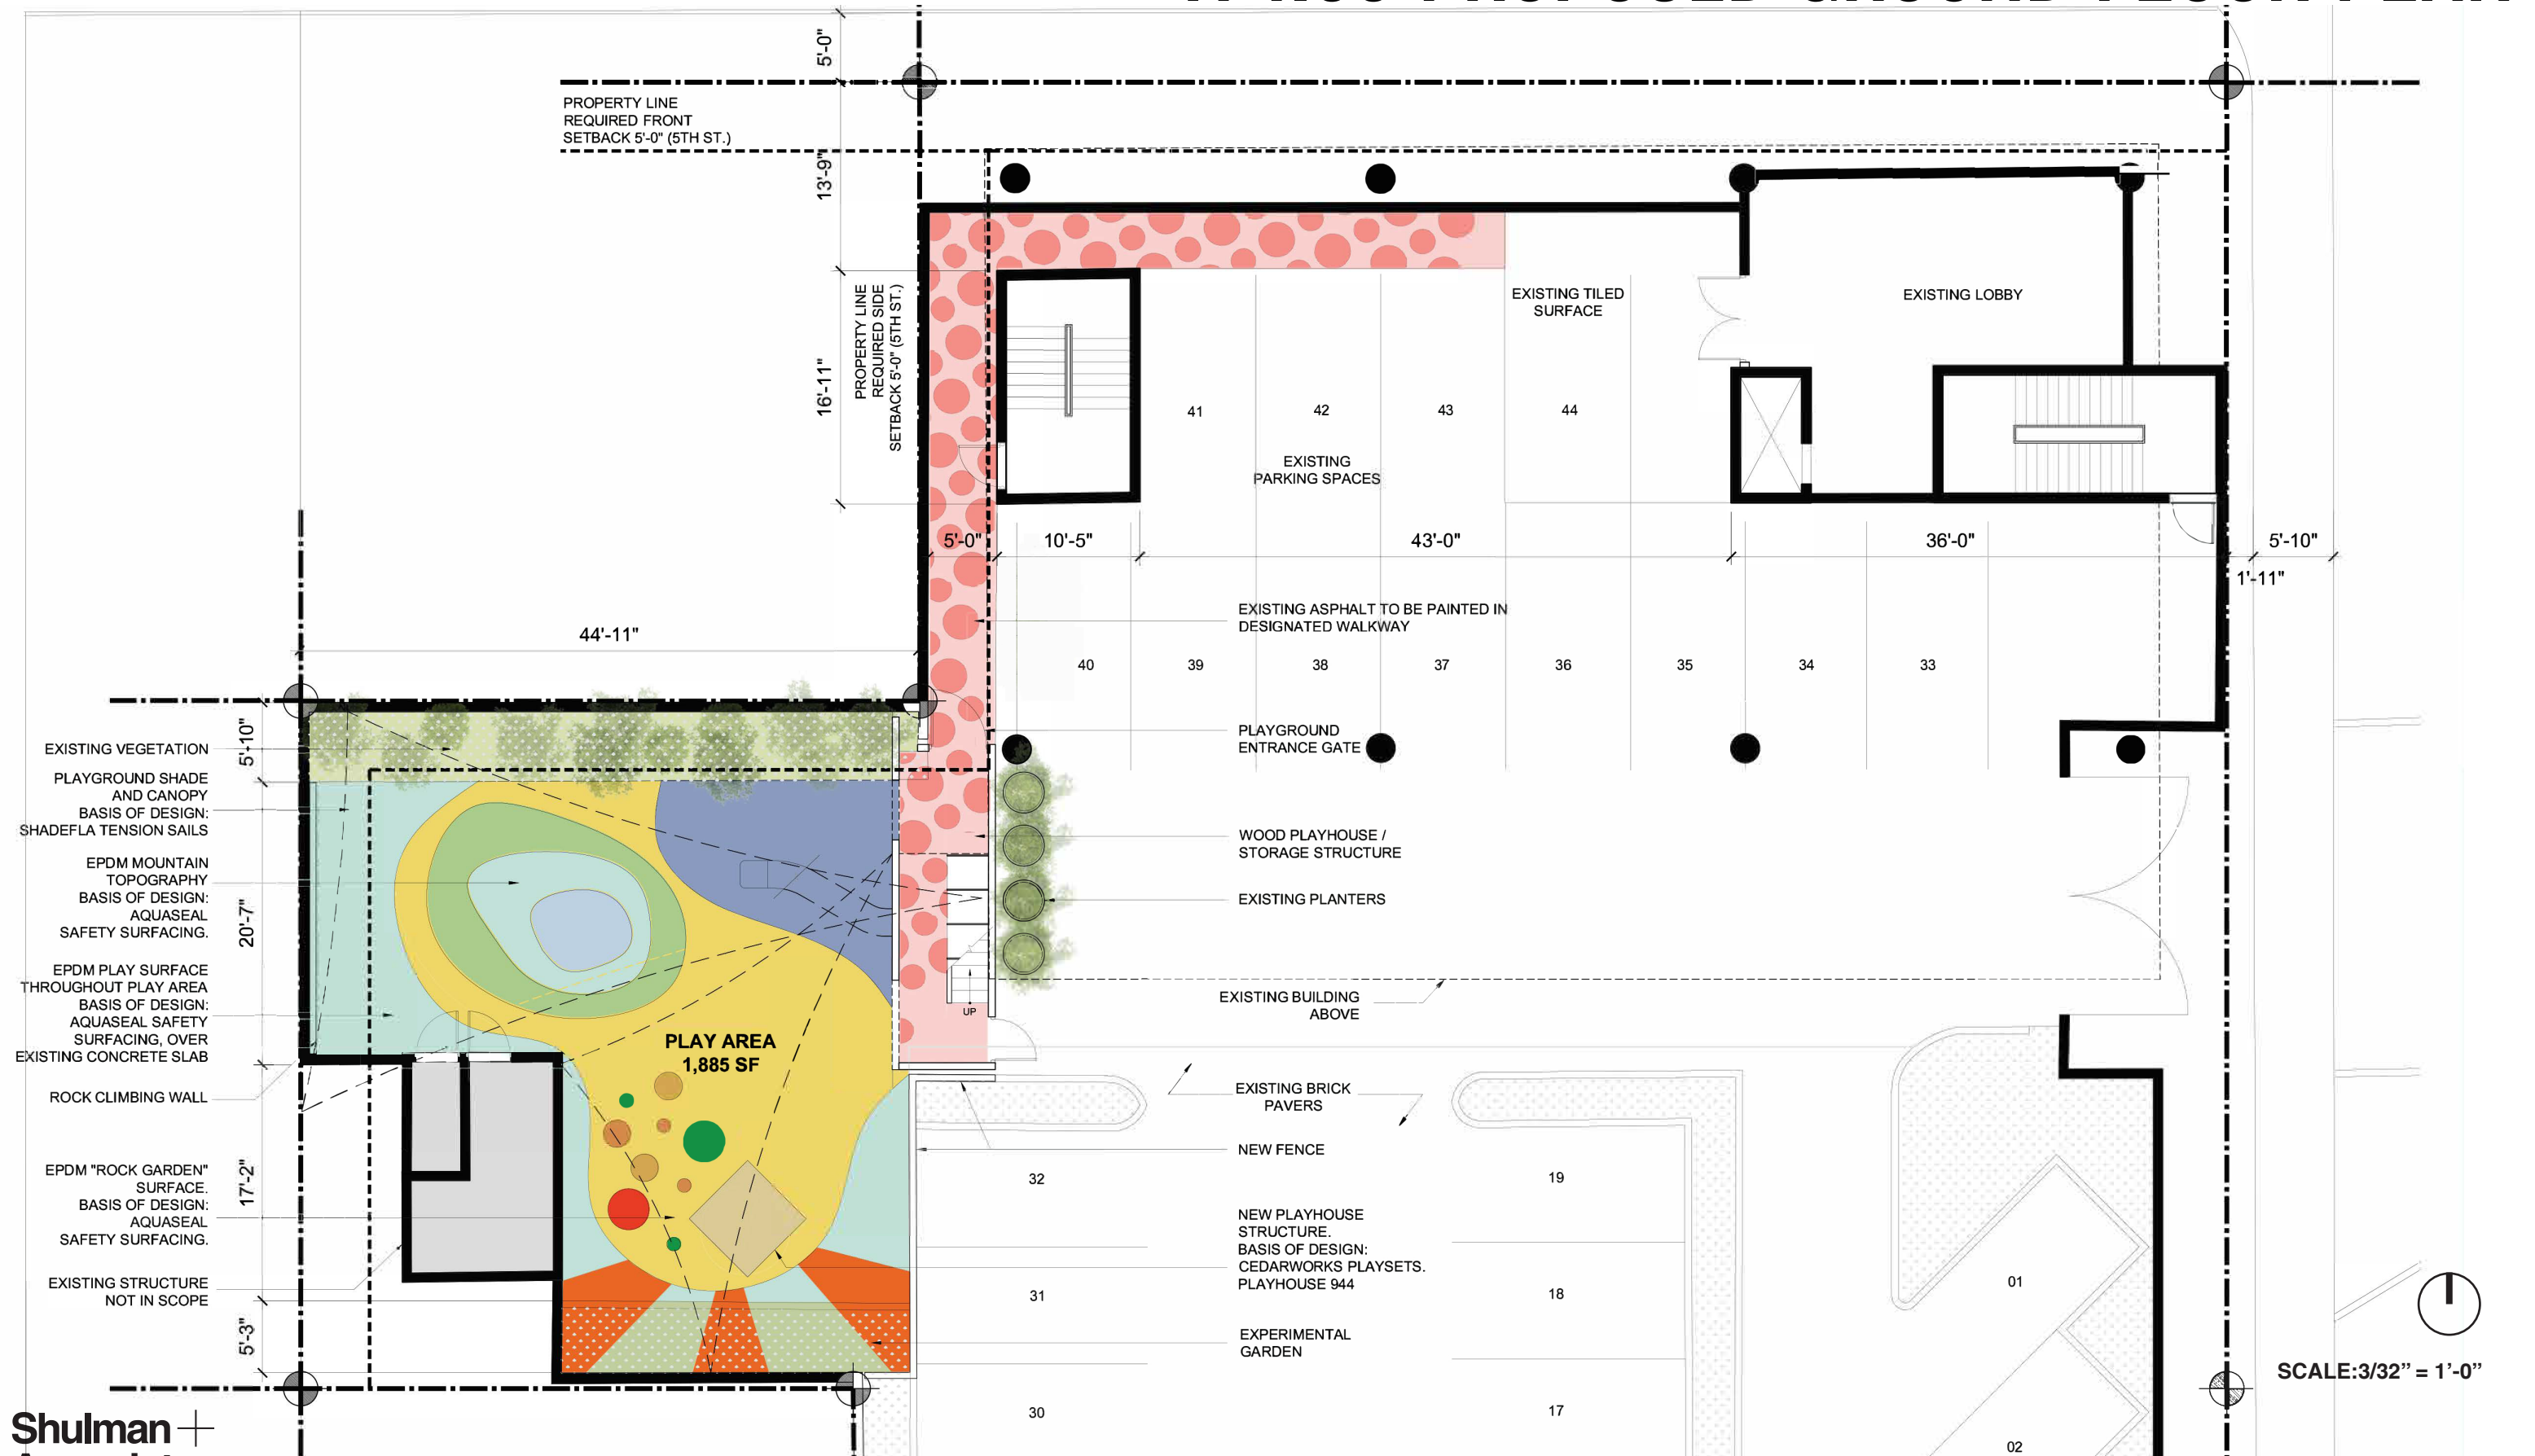 5'-0"
PROPERTY LINE
REQUIRED FRONT
SETBACK 5'-0" (5TH ST.)
13'-9"
PROPERTY LINE
REQUIRED SIDE
SETBACK 5'-0" (5TH ST.)
16'-11"
EXISTING TILED
SURFACE
EXISTING LOBBY
41
42
43
44
EXISTING
PARKING SPACES
5'-0"
10'-5"
43'-0"
36'-0"
5'-10"
1'-11"
EXISTING ASPHALT TO BE PAINTED IN
DESIGNATED WALKWAY
44'-11"
40
39
38
37
36
35
34
33
5'-10"
EXISTING VEGETATION
PLAYGROUND SHADE
AND CANOPY
BASIS OF DESIGN:
SHADEFLA TENSION SAILS
EPDM MOUNTAIN
TOPOGRAPHY
BASIS OF DESIGN:
AQUASEAL
SAFETY SURFACING.
20'-7"
EPDM PLAY SURFACE
THROUGHOUT PLAY AREA
BASIS OF DESIGN:
AQUASEAL SAFETY
SURFACING, OVER
EXISTING CONCRETE SLAB
ROCK CLIMBING WALL
17'-2"
EPDM "ROCK GARDEN"
SURFACE.
BASIS OF DESIGN:
AQUASEAL
SAFETY SURFACING.
EXISTING STRUCTURE
NOT IN SCOPE
5'-3"
PLAY AREA
1,885 SF
UP
PLAYGROUND
ENTRANCE GATE
WOOD PLAYHOUSE /
STORAGE STRUCTURE
EXISTING PLANTERS
EXISTING BUILDING
ABOVE
EXISTING BRICK
PAVERS
NEW FENCE
NEW PLAYHOUSE
STRUCTURE.
BASIS OF DESIGN:
CEDARWORKS PLAYSETS.
PLAYHOUSE 944
EXPERIMENTAL
GARDEN
32
31
30
19
18
17
01
02
SCALE:3/32” = 1’-0”
Shulman +